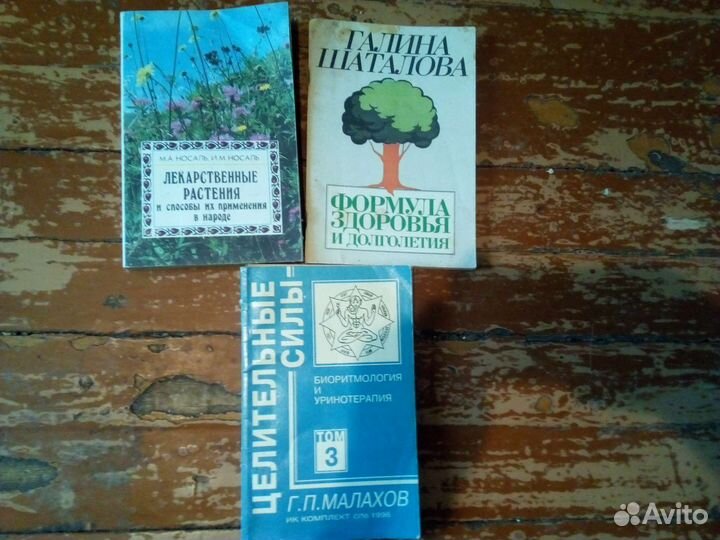 М.А. НОСАЛЬ, И.М. НОСАЛЬ
ЛЕКАРСТВЕННЫЕ
РАСТЕНИЯ
и способы их применения
в народе
ГАЛИНА
ШАТАЛОВА
ФОРМУЛА
ЗДОРОВЬЯ
И ДОЛГОЛЕТИЯ
ЦЕЛИТЕЛЬНЫЕ
СИЛЫ
БИОРИТМОЛОГИЯ
И
УРИНОТЕРАПИЯ
ТОМ
3
Г.П.МАЛАХОВ
ИК КОМПЛЕКТ СПб 1996
Avito